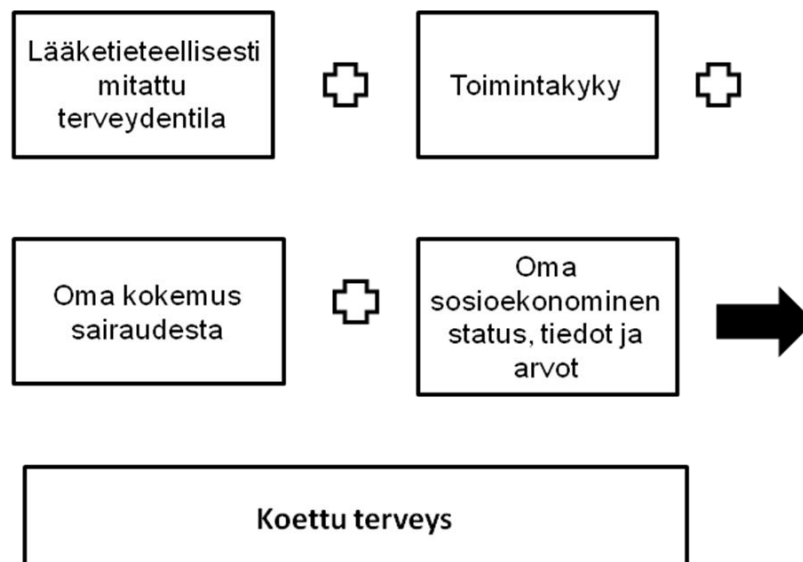 Lääketieteellisesti
mitattu
terveydentila
Toimintakyky
Oma kokemus
sairaudesta
Oma
sosioekonominen
status, tiedot ja
arvot
Koettu terveys